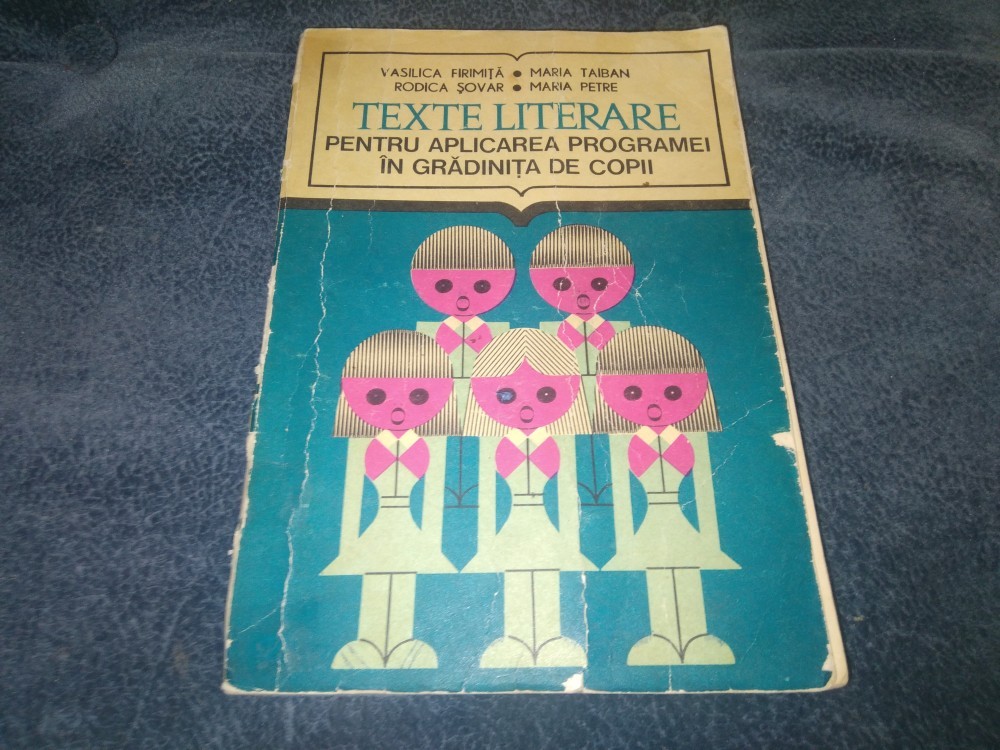 VASILICA FIRIMIȚĂ ● MARIA TAIBAN
RODICA ȘOVAR ● MARIA PETRE
TEXTE LITERARE
PENTRU APLICAREA PROGRAMEI
ÎN GRĂDINIȚA DE COPII